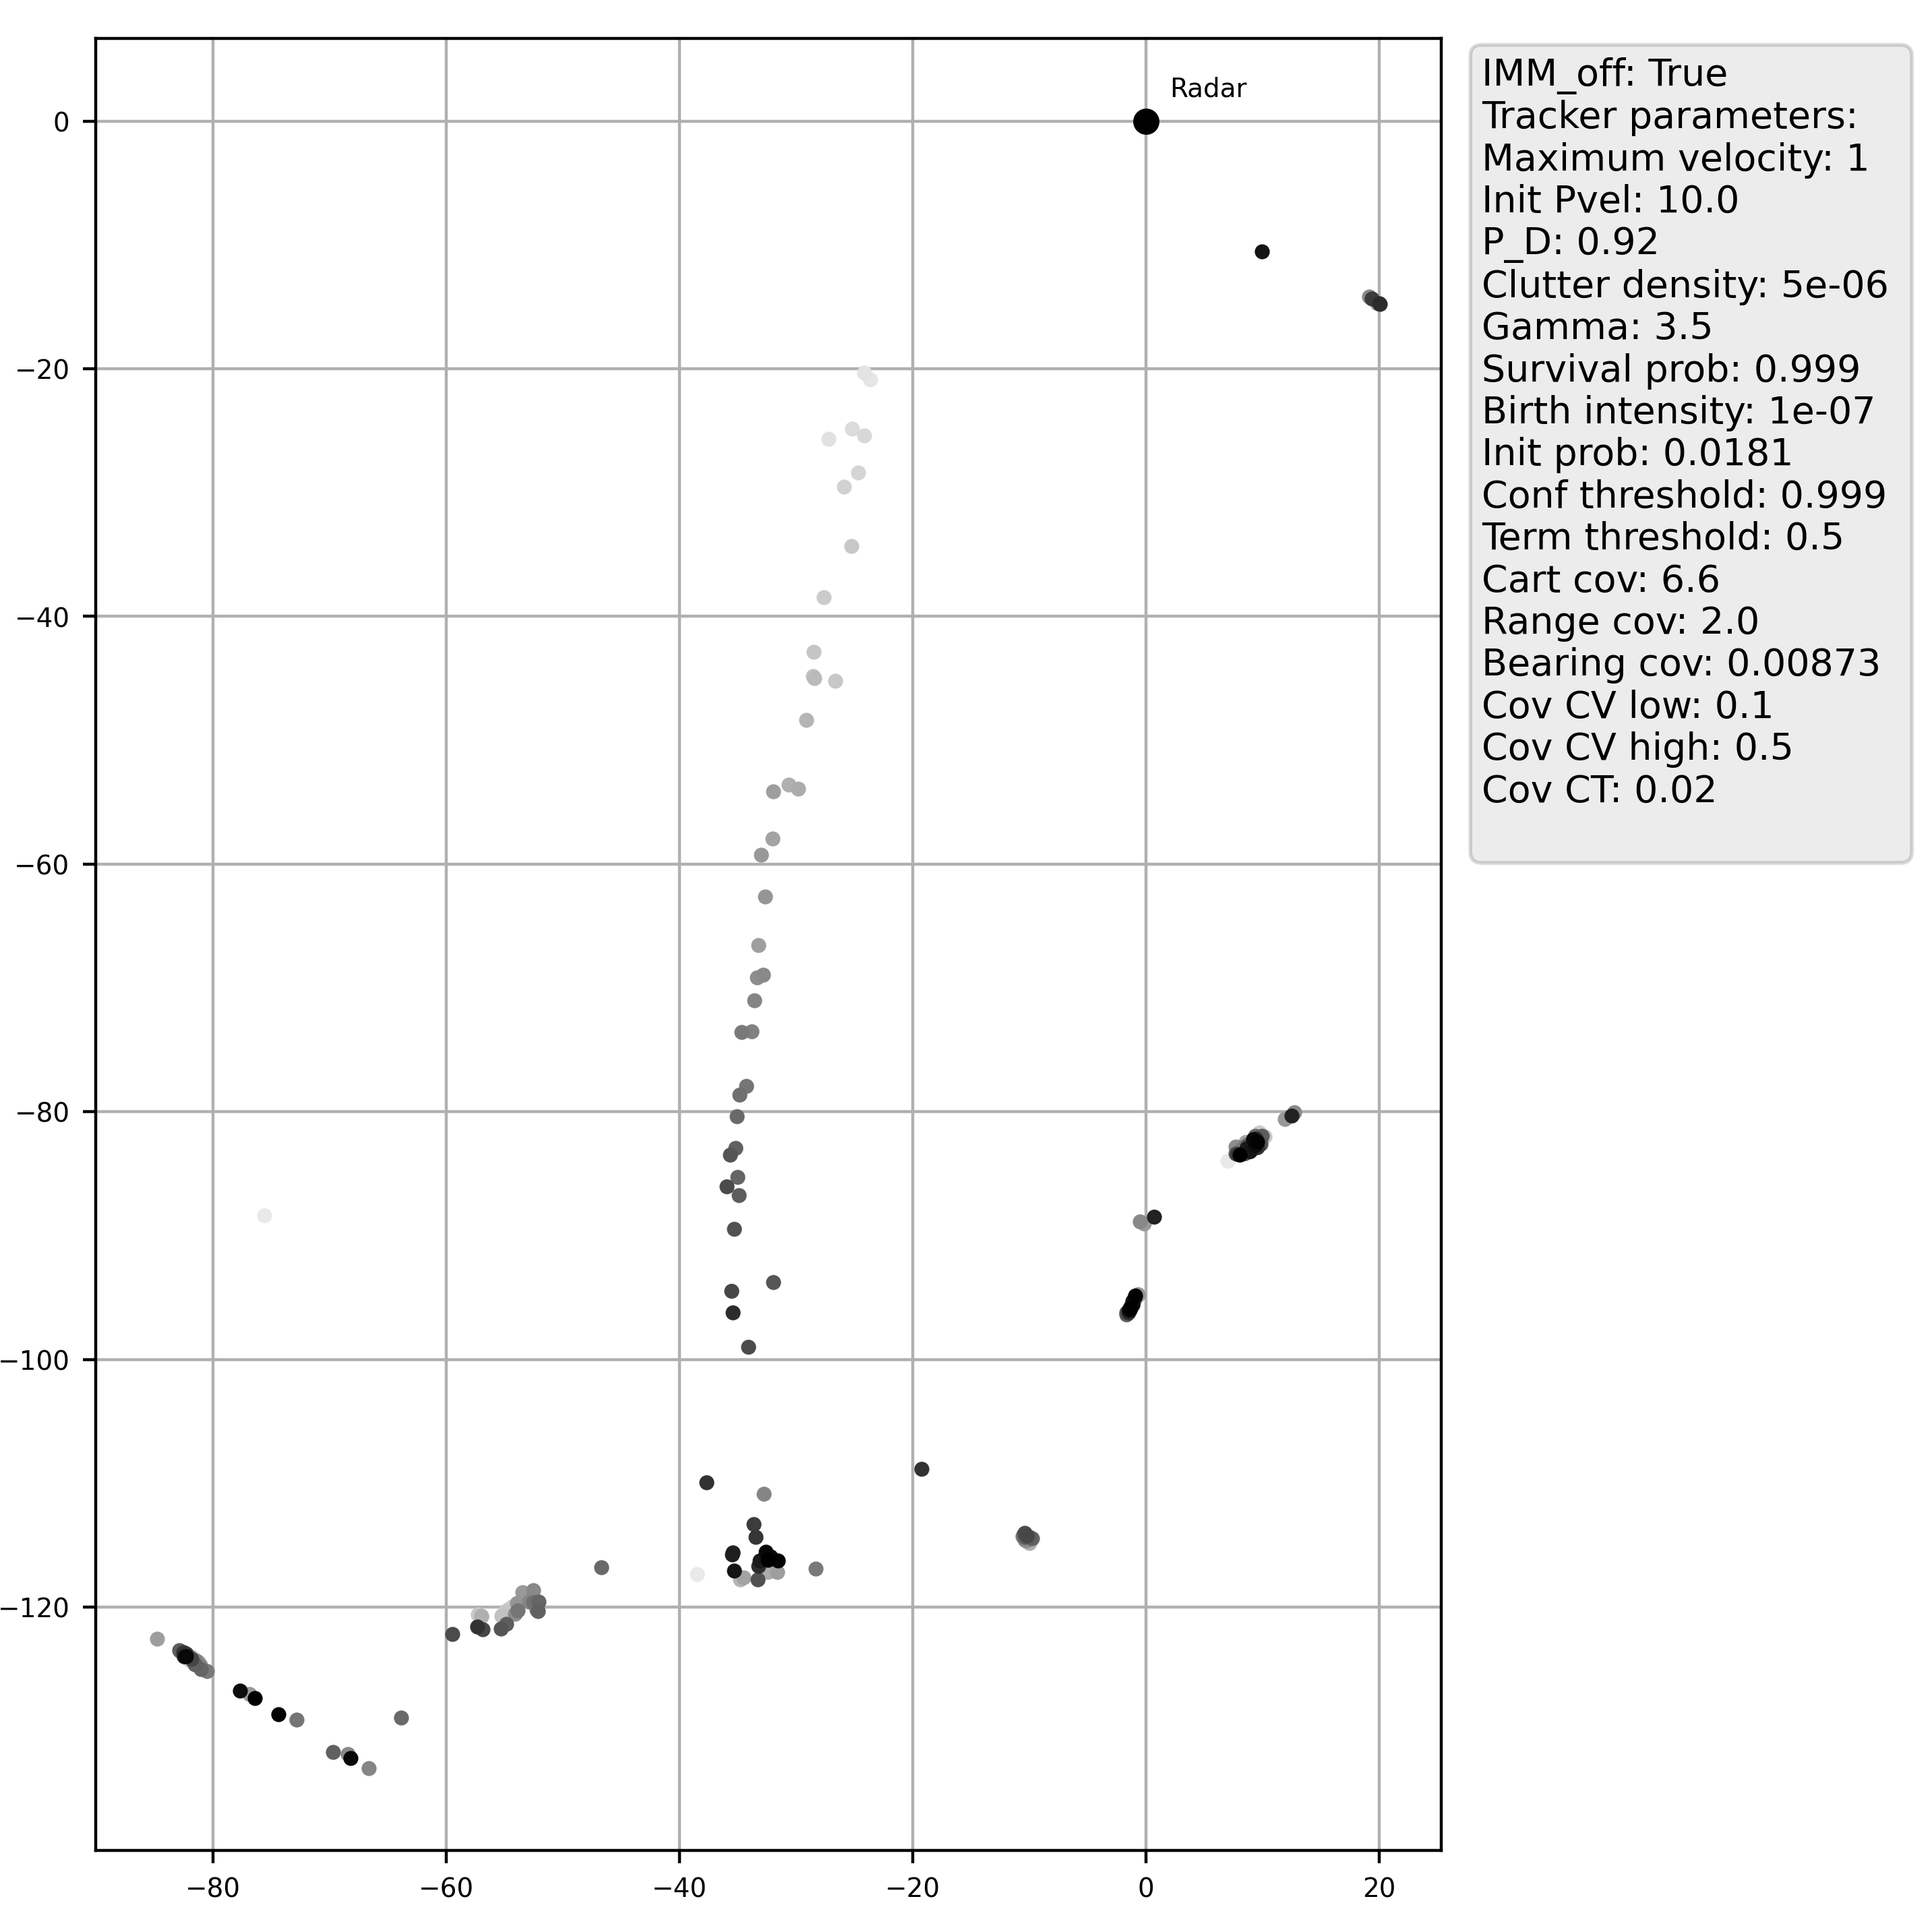 Radar
0
−20
−40
−60
−80
−100
−120
−80
−60
−40
−20
0
20
IMM_off: True
Tracker parameters:
Maximum velocity: 1
Init Pvel: 10.0
P_D: 0.92
Clutter density: 5e-06
Gamma: 3.5
Survival prob: 0.999
Birth intensity: 1e-07
Init prob: 0.0181
Conf threshold: 0.999
Term threshold: 0.5
Cart cov: 6.6
Range cov: 2.0
Bearing cov: 0.00873
Cov CV low: 0.1
Cov CV high: 0.5
Cov CT: 0.02